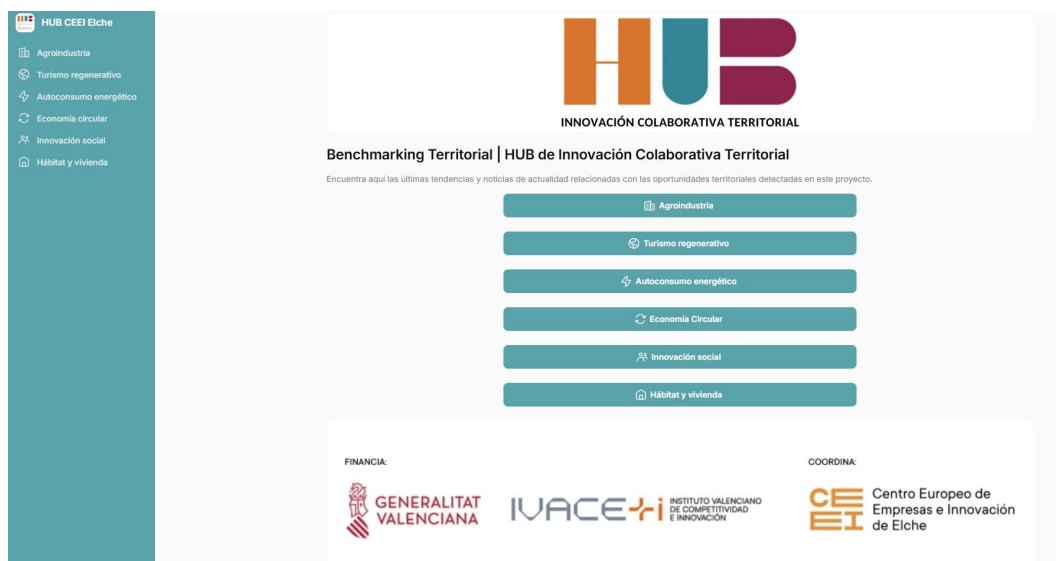 HUB CEEI Elche
Agroindustria
Turismo regenerativo
Autoconsumo energético
Economía circular
Innovación social
Hábitat y vivienda
HUB
INNOVACIÓN COLABORATIVA TERRITORIAL
Benchmarking Territorial | HUB de Innovación Colaborativa Territorial
Encuentra aquí las últimas tendencias y noticias de actualidad relacionadas con las oportunidades territoriales detectadas en este proyecto.
Agroindustria
Turismo regenerativo
Autoconsumo energético
Economía Circular
Innovación social
Hábitat y vivienda
FINANCIA:
GENERALITAT
VALENCIANA
IVACE+i
INSTITUTO VALENCIANO
DE COMPETITIVIDAD
E INNOVACIÓN
COORDINA:
CEEI
Centro Europeo de
Empresas e Innovación
de Elche